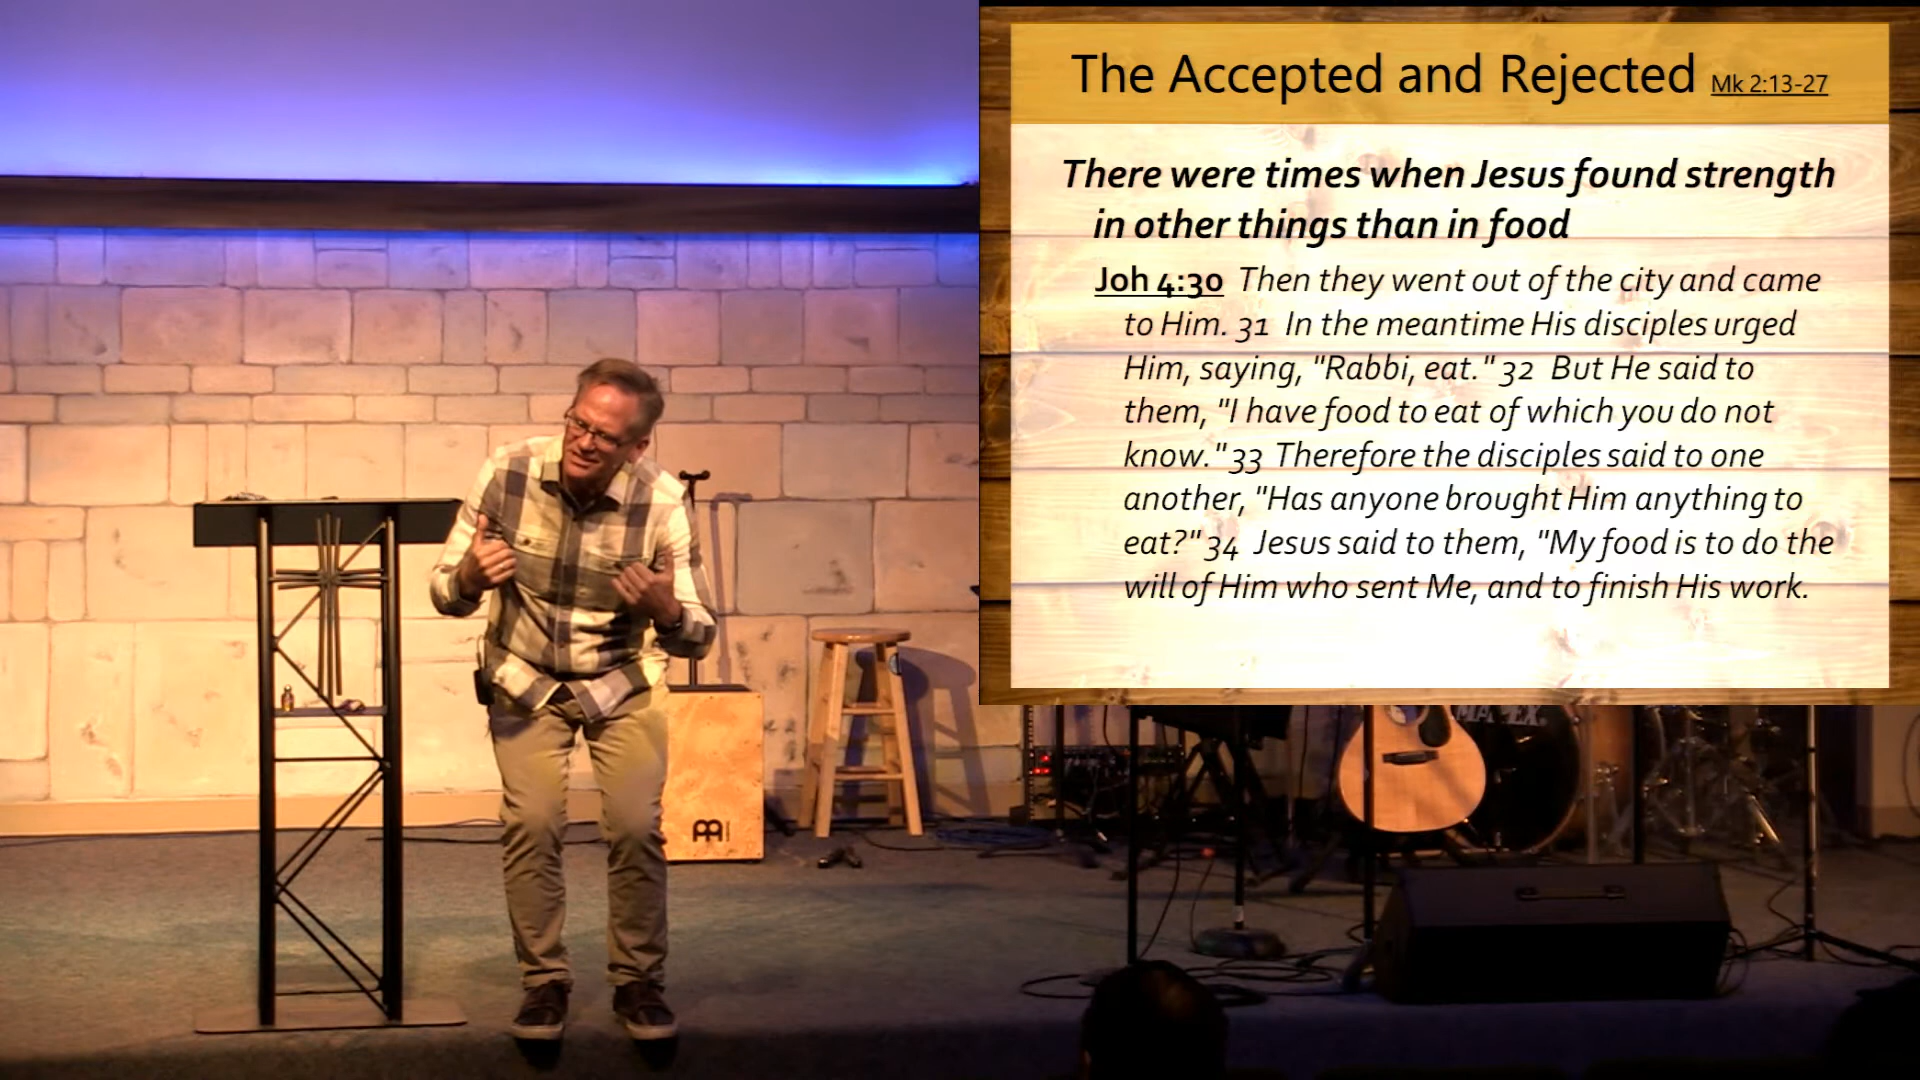 The Accepted and Rejected Mk 2:13-27
There were times when Jesus found strength
in other things than in food
Joh 4:30 Then they went out of the city and came
to Him. 31 In the meantime His disciples urged
Him, saying, "Rabbi, eat." 32 But He said to
them, "I have food to eat of which you do not
know." 33 Therefore the disciples said to one
another, "Has anyone brought Him anything to
eat?" 34 Jesus said to them, "My food is to do the
will of Him who sent Me, and to finish His work.